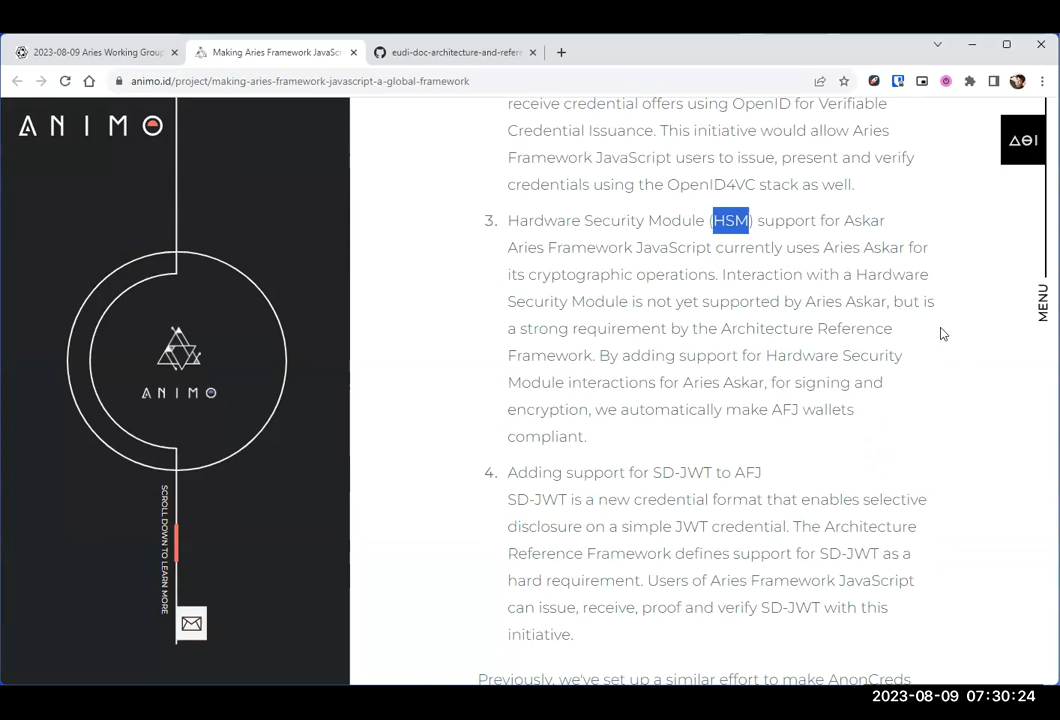 2023-08-09 Aries Working Group
Making Aries Framework JavaSc
eudi-doc-architecture-and-refere
animo.id/project/making-aries-framework-javascript-a-global-framework
ANIMO
receive credential offers using OpenID for Verifiable
Credential Issuance. This initiative would allow Aries
Framework JavaScript users to issue, present and verify
credentials using the OpenID4VC stack as well.
3. Hardware Security Module (HSM) support for Askar
Aries Framework JavaScript currently uses Aries Askar for
its cryptographic operations. Interaction with a Hardware
Security Module is not yet supported by Aries Askar, but is
a strong requirement by the Architecture Reference
Framework. By adding support for Hardware Security
Module interactions for Aries Askar, for signing and
encryption, we automatically make AFJ wallets
compliant.
4. Adding support for SD-JWT to AFJ
SD-JWT is a new credential format that enables selective
disclosure on a simple JWT credential. The Architecture
Reference Framework defines support for SD-JWT as a
hard requirement. Users of Aries Framework JavaScript
can issue, receive, proof and verify SD-JWT with this
initiative.
Previously, we've set up a similar effort to make AnonCreds
ANIMO
SCROLL DOWN TO LEARN MORE
MENU
2023-08-09 07:30:24